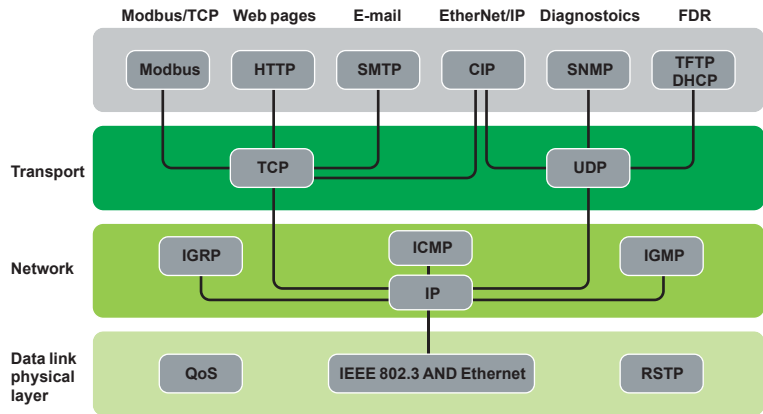 Modbus/TCP Web pages E-mail EtherNet/IP Diagnostoics FDR
Modbus HTTP SMTP CIP SNMP TFTP
DHCP
Transport TCP UDP
Network IGRP ICMP IGMP
IP
Data link
physical
layer
QoS IEEE 802.3 AND Ethernet RSTP